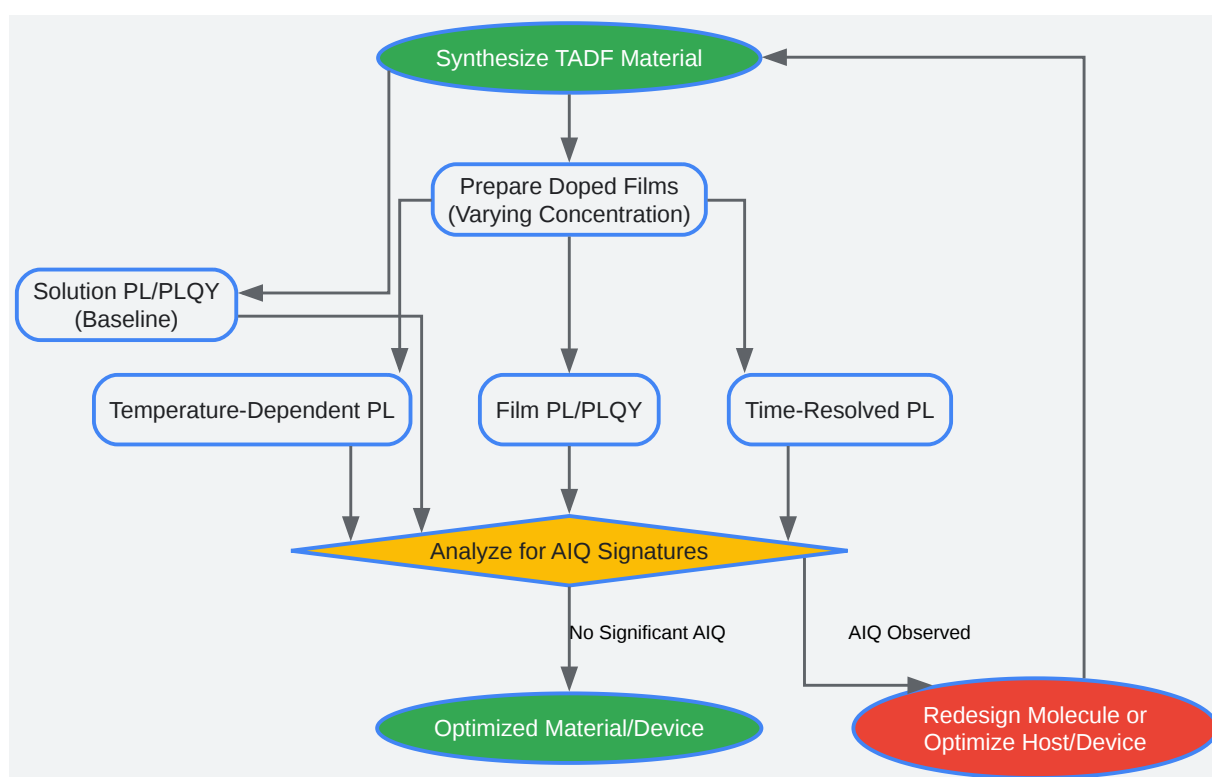 Synthesize TADF Material
Prepare Doped Films
(Varying Concentration)
Solution PL/PLQY
(Baseline)
Temperature-Dependent PL
Film PL/PLQY
Time-Resolved PL
Analyze for AIQ Signatures
No Significant AIQ
AIQ Observed
Optimized Material/Device
Redesign Molecule or
Optimize Host/Device